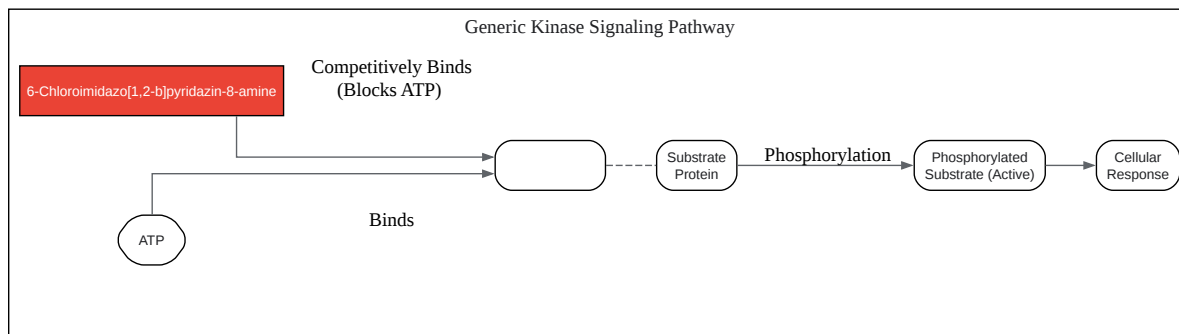 Generic Kinase Signaling Pathway
Competitively Binds
(Blocks ATP)
6-Chloroimidazo[1,2-b]pyridazin-8-amine
Substrate
Protein
Phosphorylation
Phosphorylated
Substrate (Active)
Cellular
Response
Binds
ATP